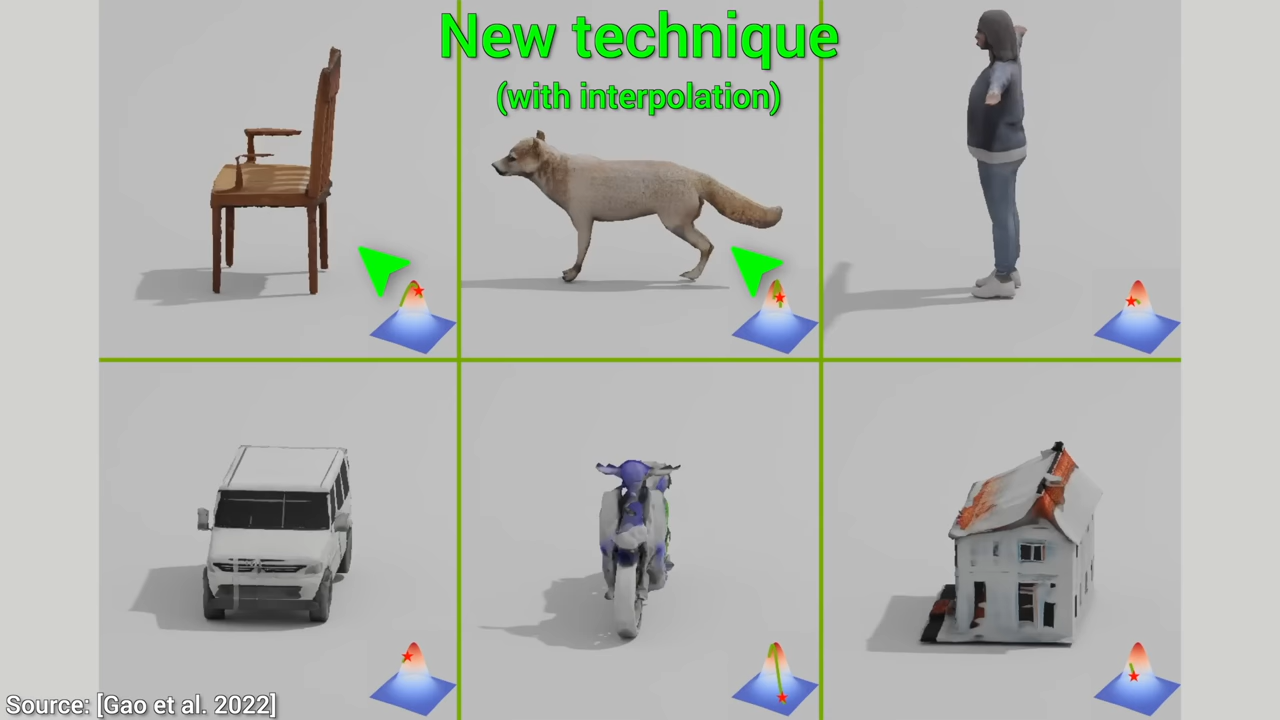 New technique
(with interpolation)
Source: [Gao et al. 2022]